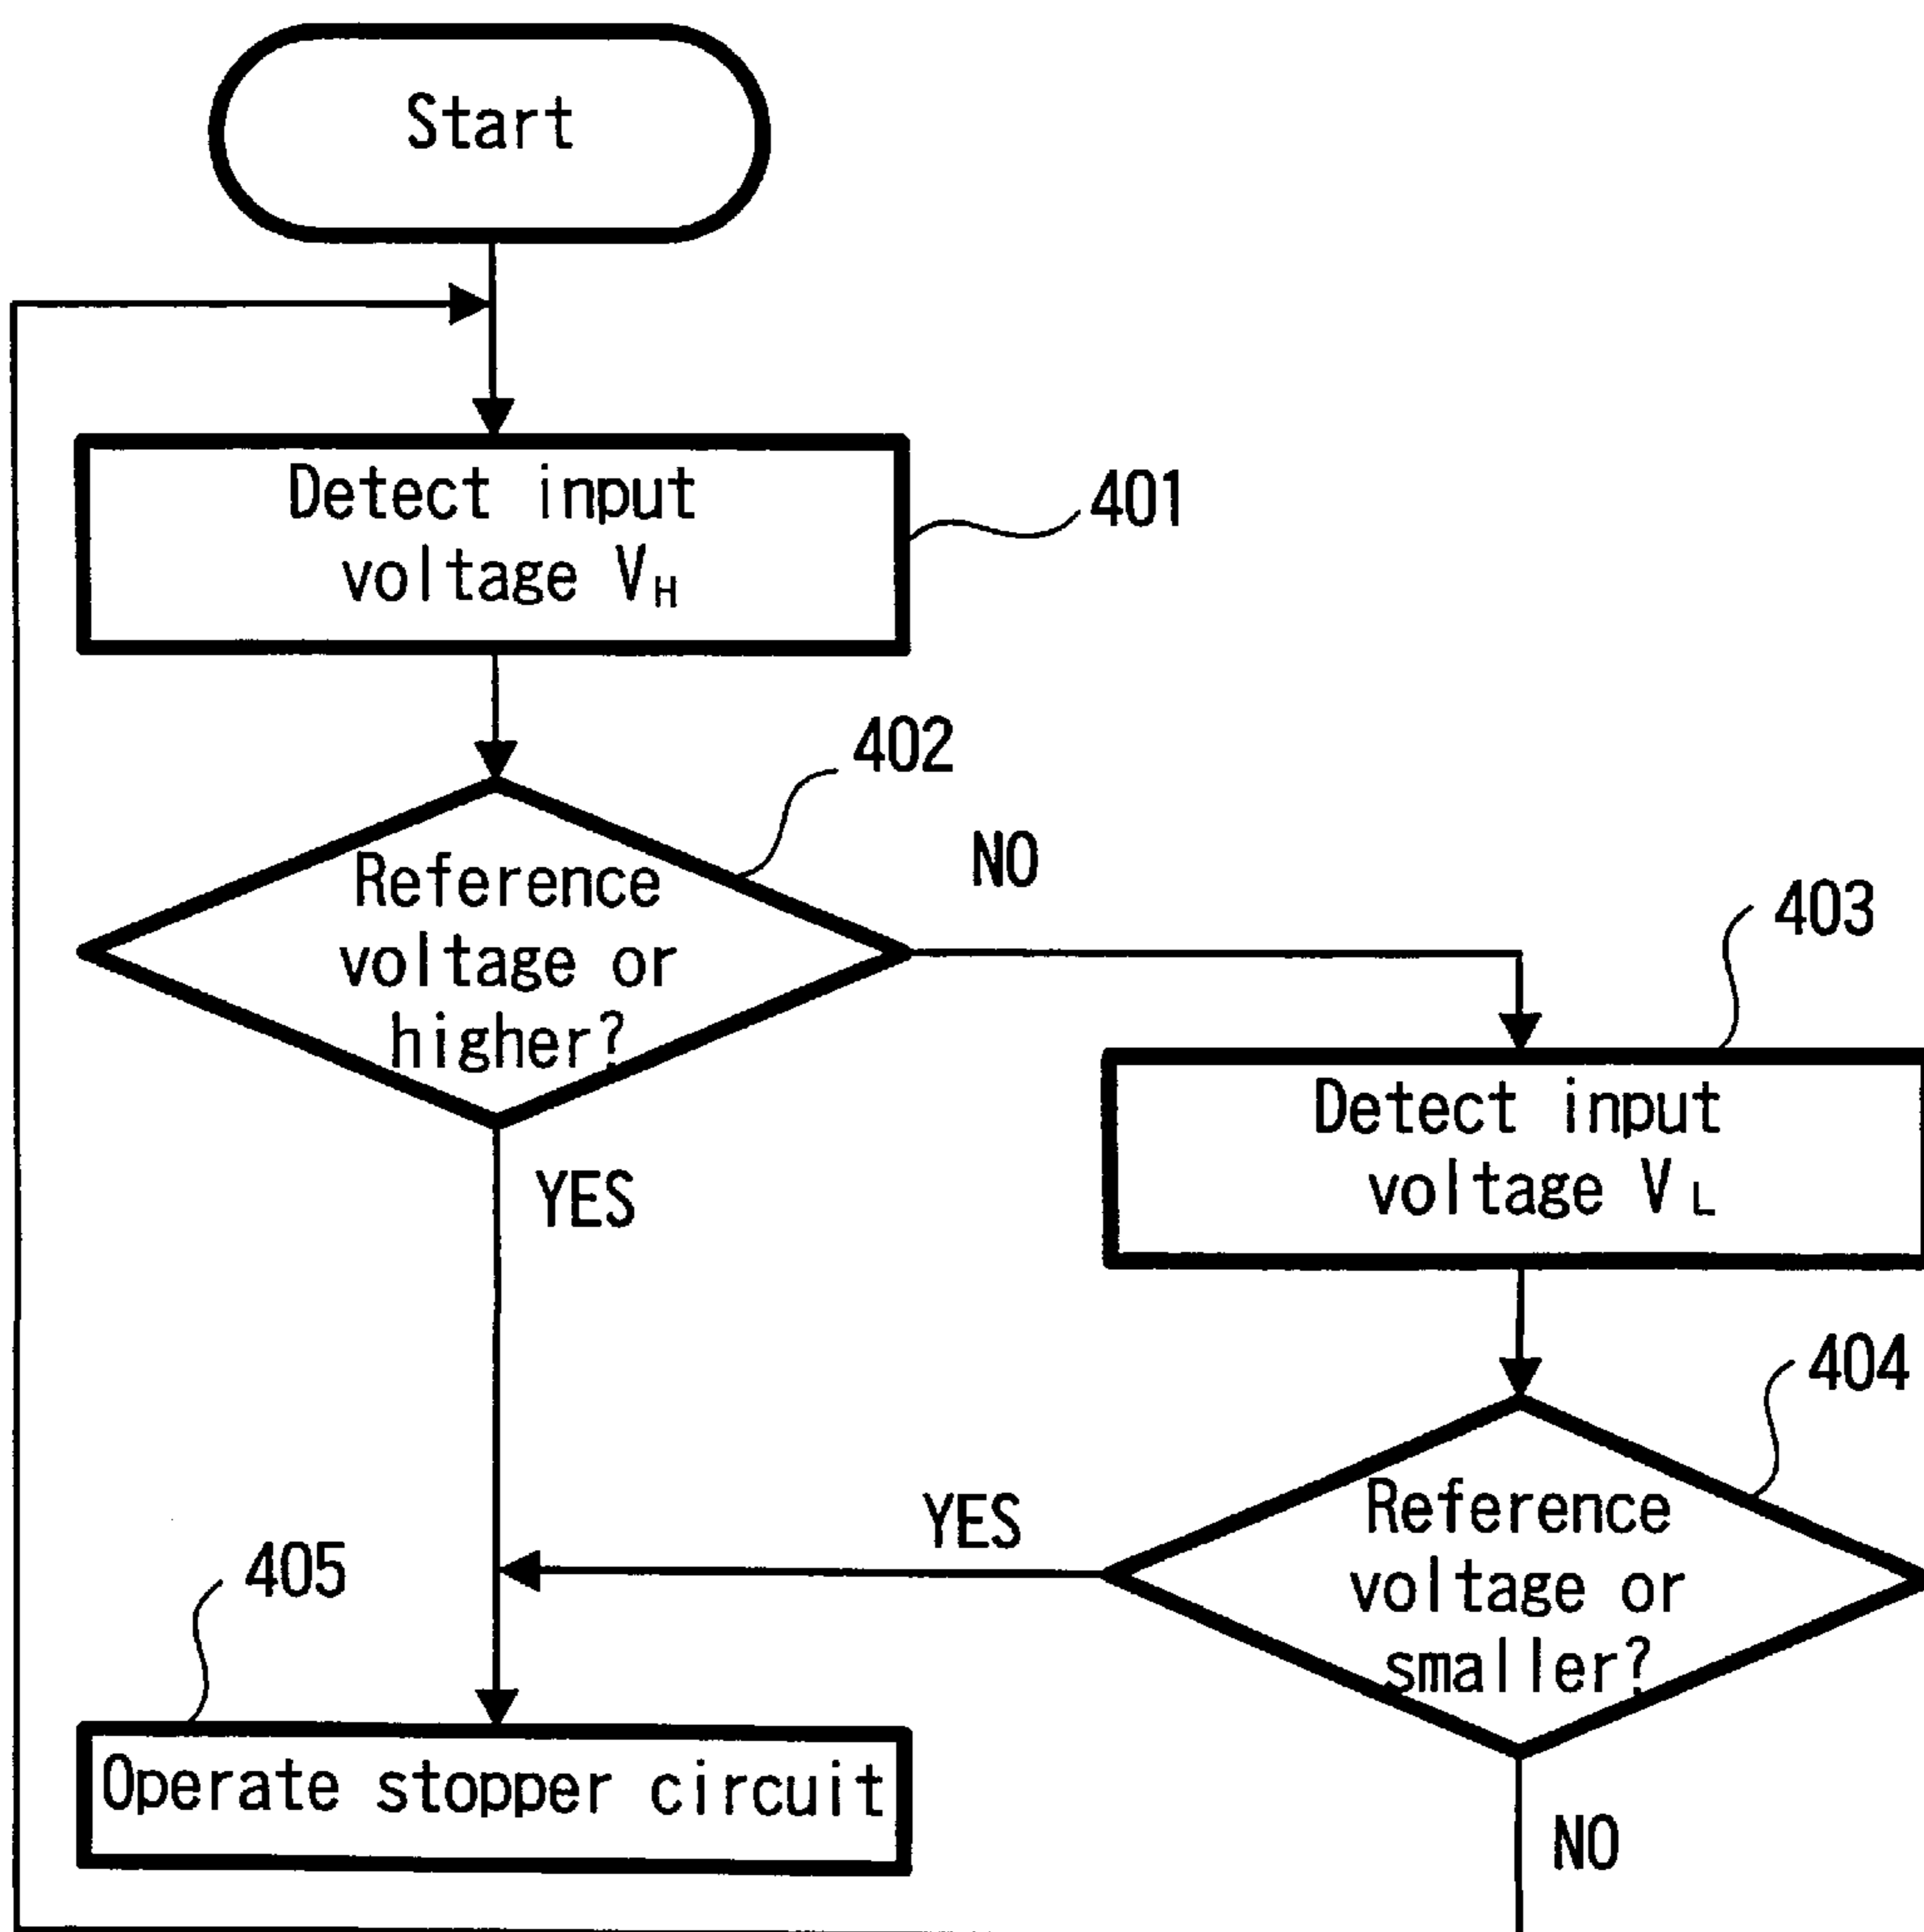 Start
Detect input
voltage VH
401
402
Reference
voltage or
higher?
NO
403
Detect input
voltage VL
YES
404
Reference
voltage or
smaller?
YES
405
Operate stopper circuit
NO